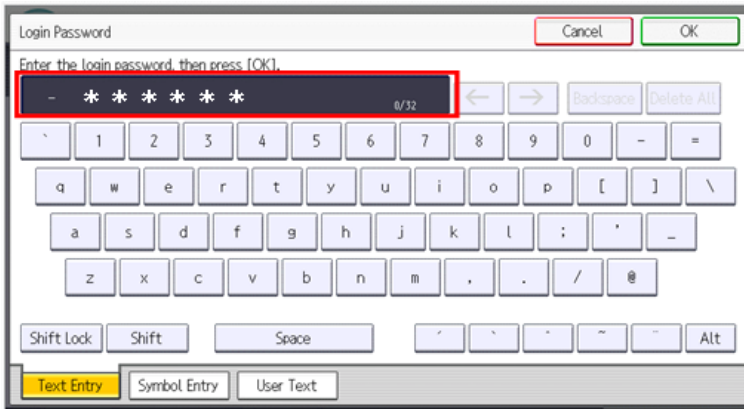 Login Password Cancel OK
Enter the login password, then press [OK].
– * * * * * * 0/32 ← → Backspace Delete All
` 1 2 3 4 5 6 7 8 9 0 - =
q w e r t y u i o p [ ] \
a s d f g h j k l ; ' _
z x c v b n m , . / @
Shift Lock Shift Space ´ ` ^ ~ ¨ Alt
Text Entry Symbol Entry User Text